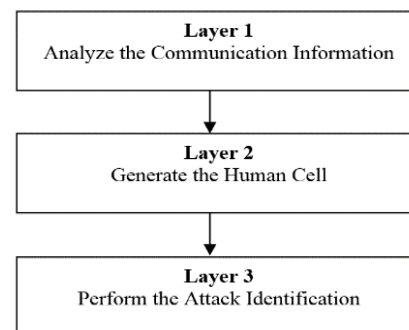 Layer 1
Analyze the Communication Information
Layer 2
Generate the Human Cell
Layer 3
Perform the Attack Identification